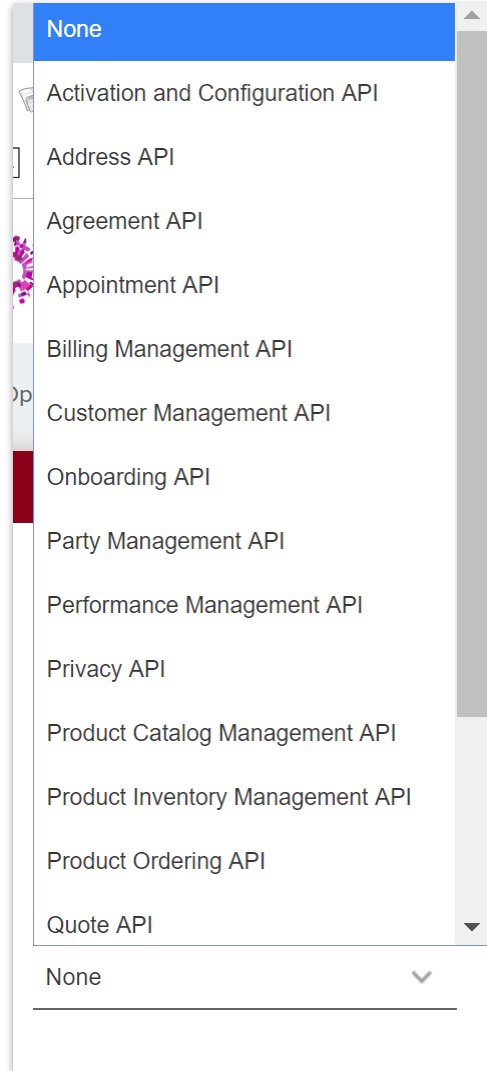 None
Activation and Configuration API
Address API
Agreement API
Appointment API
Billing Management API
Customer Management API
Op
Onboarding API
Party Management API
Performance Management API
Privacy API
Product Catalog Management API
Product Inventory Management API
Product Ordering API
Quote API
None